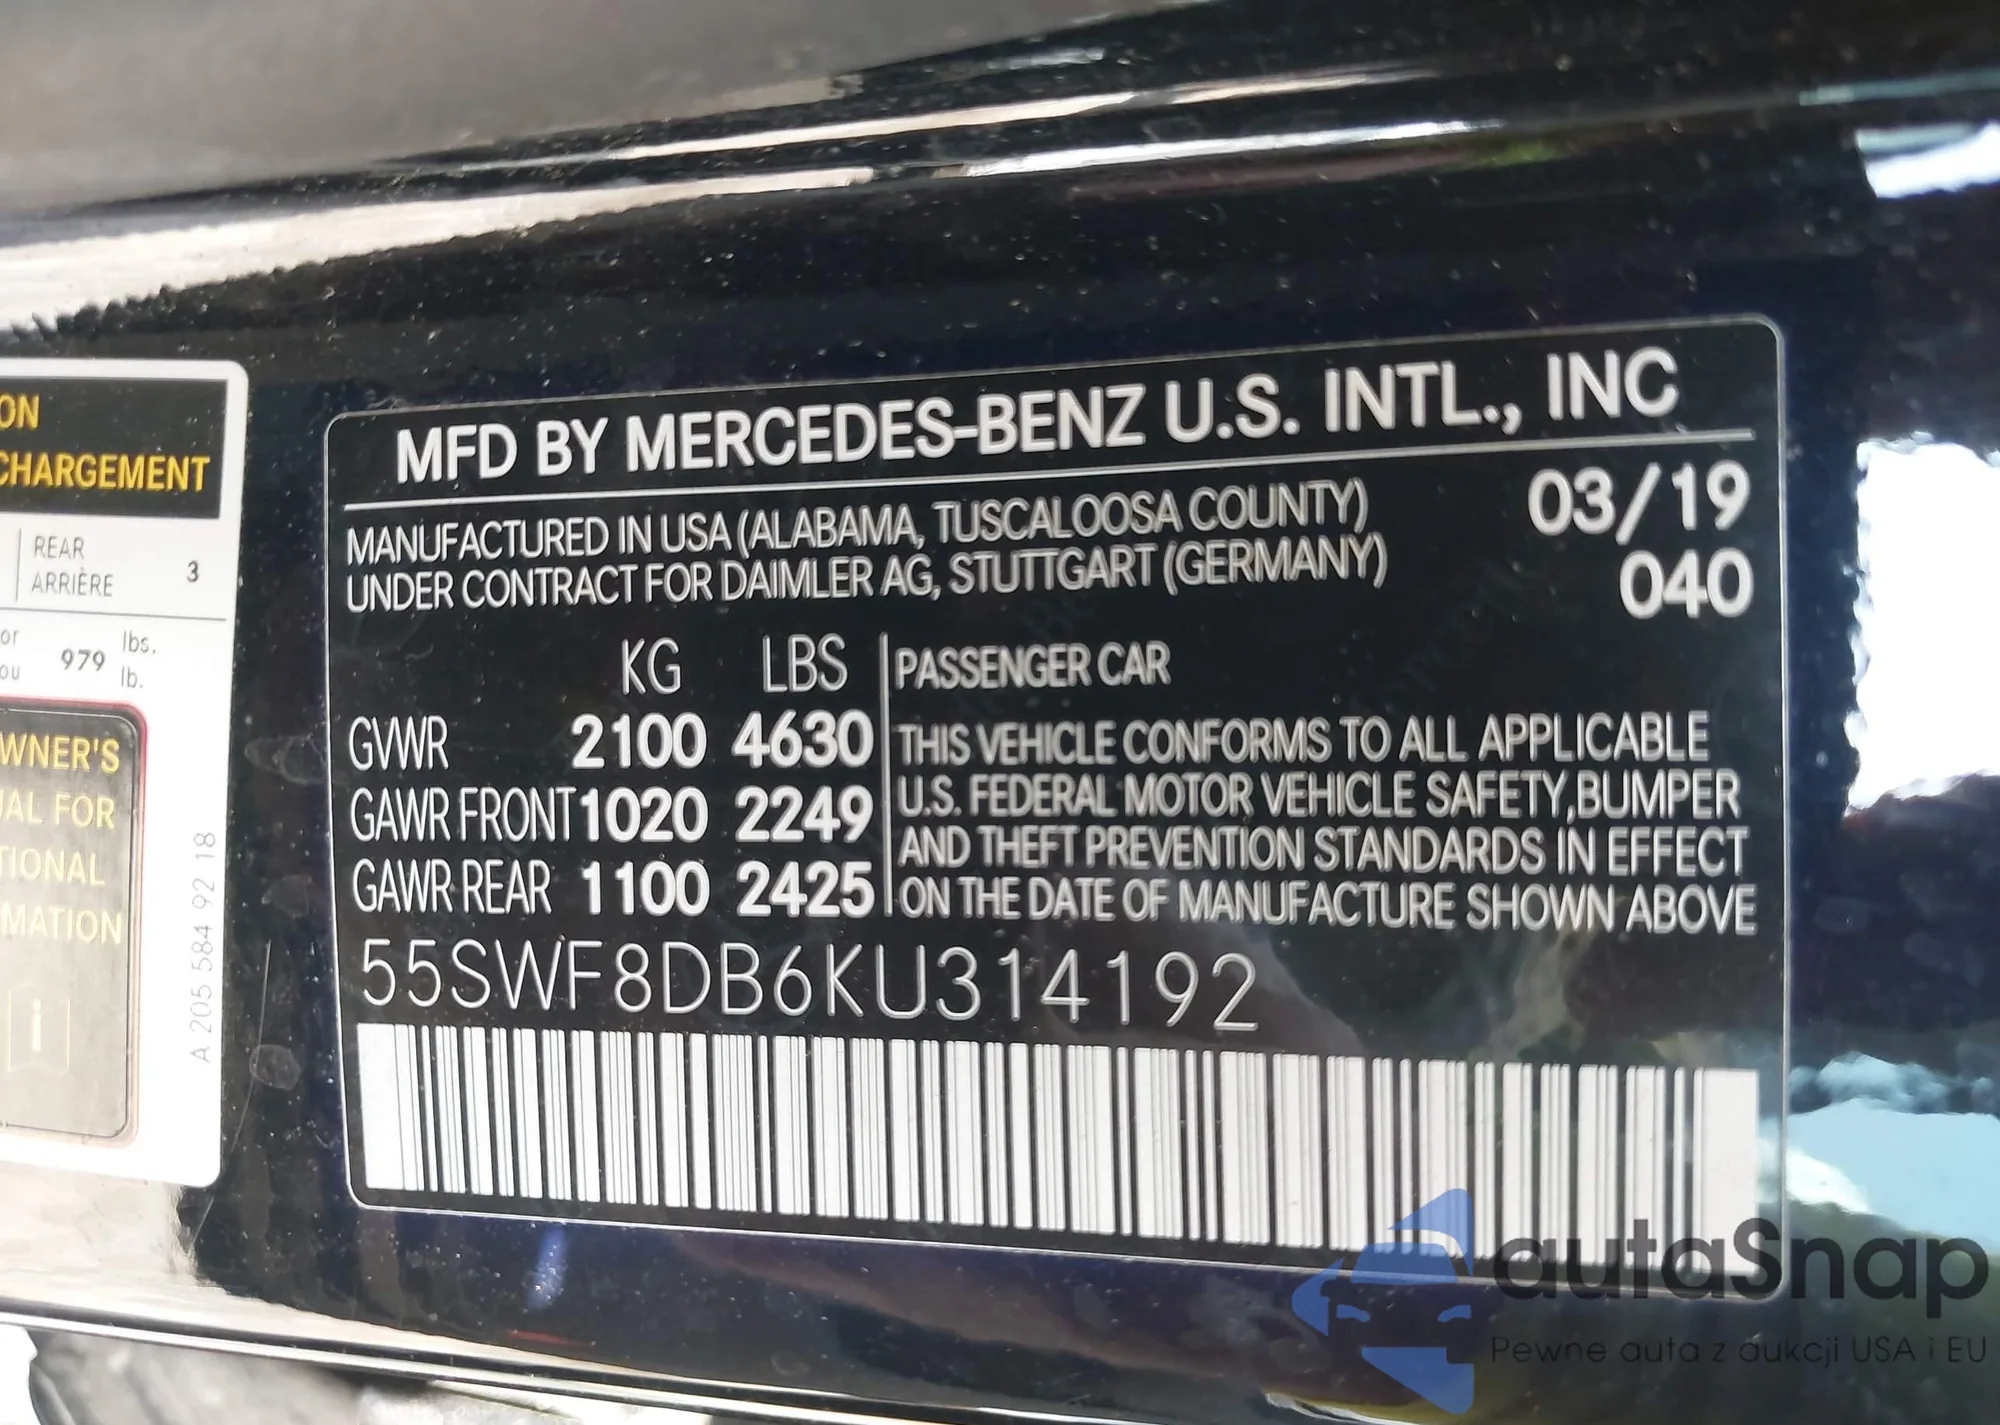 ON
CHARGEMENT
REAR
ARRIÈRE
3
or
ou
979
lbs.
lb.
WNER'S
UAL FOR
TIONAL
MATION
A 205 584 92 18
MFD BY MERCEDES-BENZ U.S. INTL., INC
MANUFACTURED IN USA (ALABAMA, TUSCALOOSA COUNTY)
UNDER CONTRACT FOR DAIMLER AG, STUTTGART (GERMANY)
03/19
040
KG LBS
GVWR 2100 4630
GAWR FRONT 1020 2249
GAWR REAR 1100 2425
PASSENGER CAR
THIS VEHICLE CONFORMS TO ALL APPLICABLE
U.S. FEDERAL MOTOR VEHICLE SAFETY,BUMPER
AND THEFT PREVENTION STANDARDS IN EFFECT
ON THE DATE OF MANUFACTURE SHOWN ABOVE
55SWF8DB6KU314192
autaSnap
Pewne auta z aukcji USA i EU